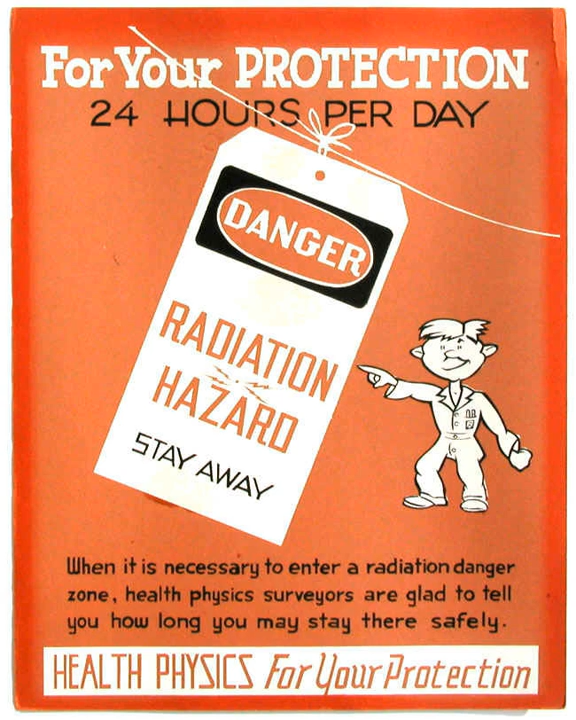 For Your PROTECTION
24 HOURS PER DAY
DANGER
RADIATION
HAZARD
STAY AWAY
When it is necessary to enter a radiation danger
zone, health physics surveyors are glad to tell
you how long you may stay there safely.
HEALTH PHYSICS For Your Protection